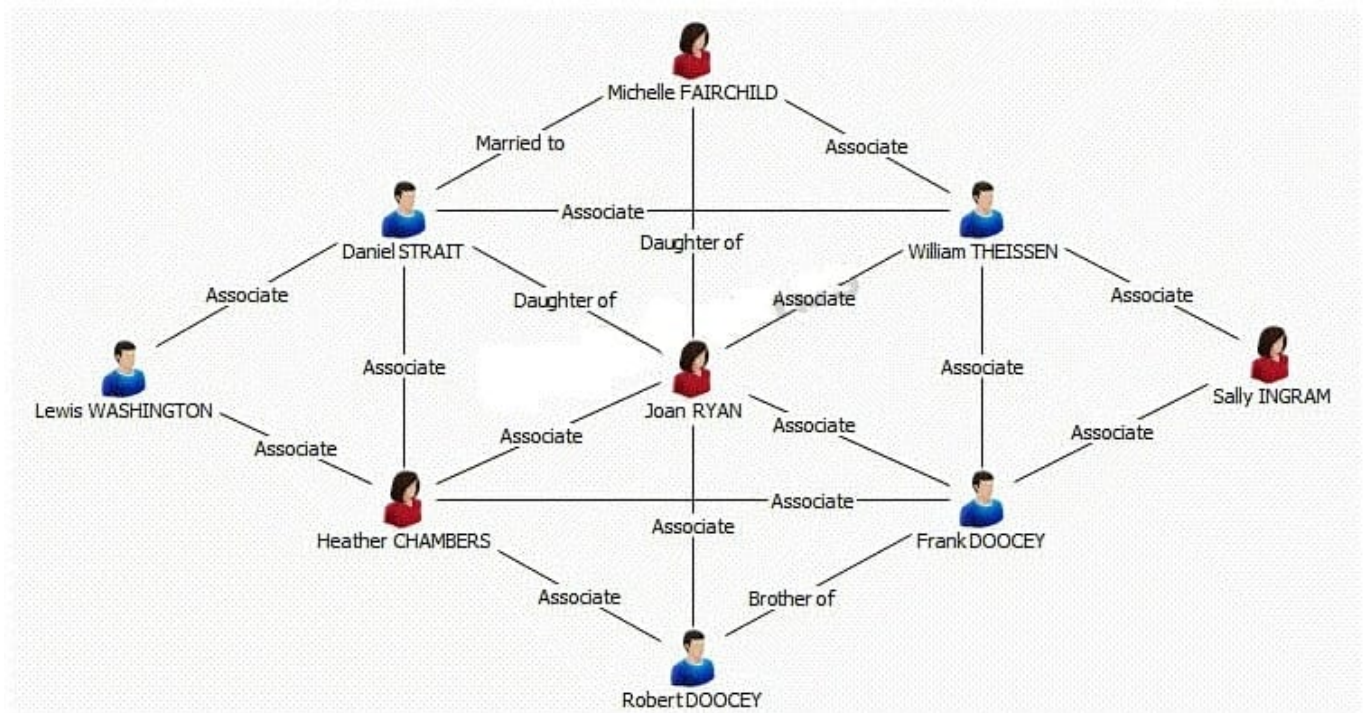 Michelle FAIRCHILD
Married to
Associate
Associate
Daniel STRAIT
Daughter of
William THEISSEN
Associate
Daughter of
Associate
Associate
Associate
Associate
Lewis WASHINGTON
Joan RYAN
Sally INGRAM
Associate
Associate
Associate
Associate
Associate
Heather CHAMBERS
Associate
Frank DOOCEY
Associate
Brother of
Robert DOOCEY